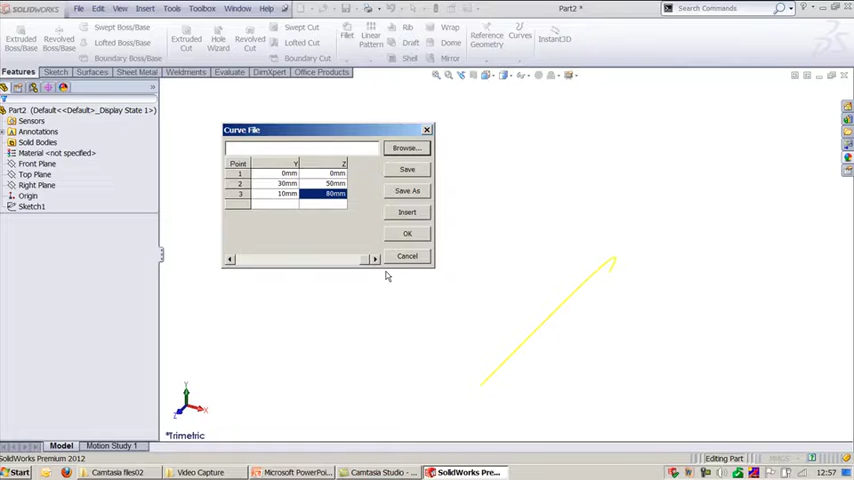 SOLIDWORKS File Edit View Insert Tools Toolbox Window Help Part2 * Search Commands
Extruded Boss/Base Revolved Boss/Base Swept Boss/Base Lofted Boss/Base Boundary Boss/Base Extruded Cut Hole Wizard Revolved Cut Swept Cut Lofted Cut Boundary Cut Fillet Linear Pattern Rib Draft Shell Wrap Dome Mirror Reference Geometry Curves Instant3D
Features Sketch Surfaces Sheet Metal Weldments Evaluate DimXpert Office Products
Part2 (Default<<Default>_Display State 1>)
Sensors
Annotations
Solid Bodies
Material <not specified>
Front Plane
Top Plane
Right Plane
Origin
Sketch1
Curve File
Browse...
Point Y Z
1 0mm 0mm
2 30mm 50mm
3 10mm 80mm
Save
Save As
Insert
OK
Cancel
Y
X
Z
*Trimetric
Model Motion Study 1
SolidWorks Premium 2012 Editing Part MMGS
Start Camtasia files02 Video Capture Microsoft PowerPoi... Camtasia Studio - ... SolidWorks Pre... 12:57